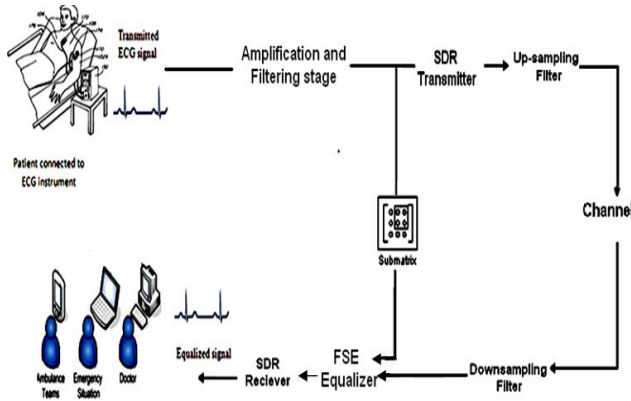 Transmitted
ECG signal
Amplification and
Filtering stage
SDR
Transmitter
Up-sampling
Filter
Patient connected to
ECG instrument
Channel
Submatrix
Equalized signal
FSE
Equalizer
SDR
Reciever
Downsampling
Filter
Ambulance
Teams
Emergency
Situation
Doctor